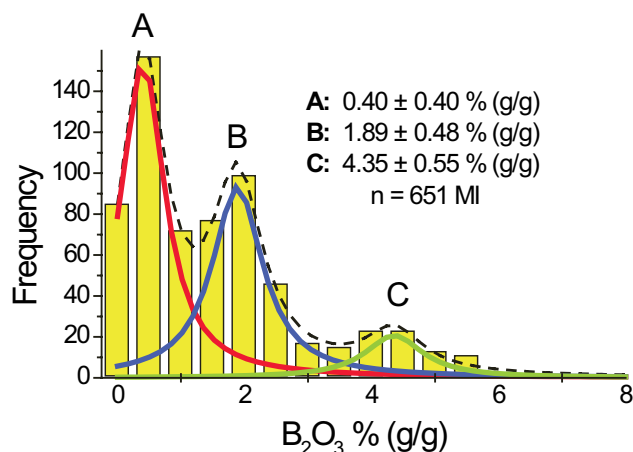 A
B
C
A: 0.40 ± 0.40 % (g/g)
B: 1.89 ± 0.48 % (g/g)
C: 4.35 ± 0.55 % (g/g)
n = 651 MI
Frequency
140
120
100
80
60
40
20
0
0 2 4 6 8
B₂O₃ % (g/g)